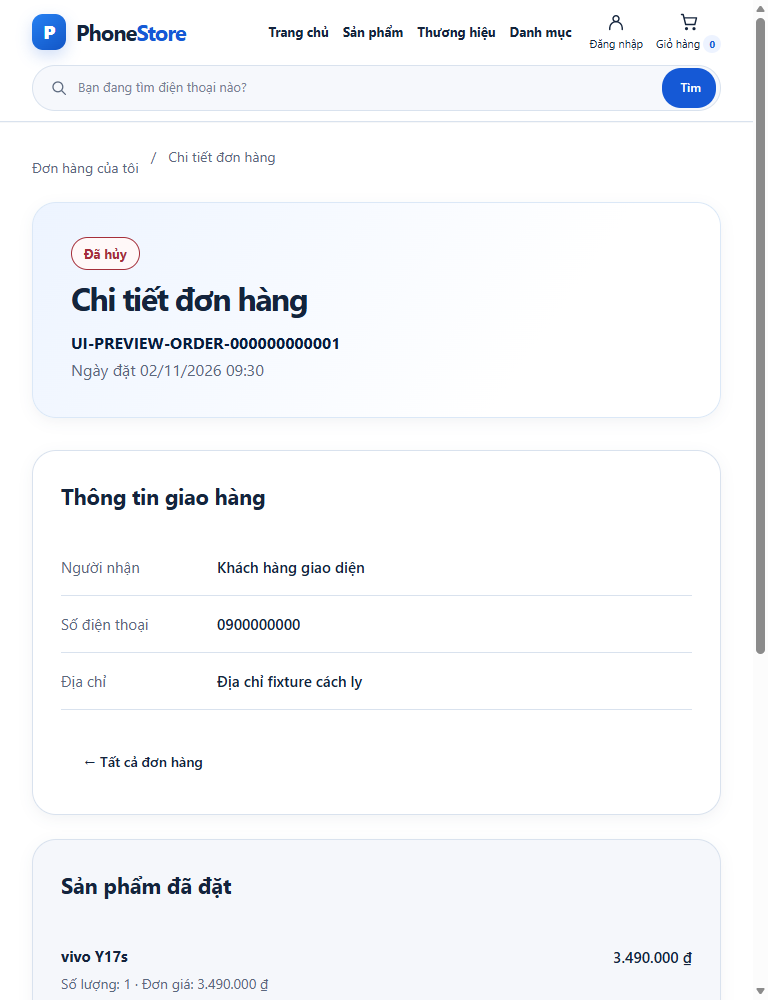 P PhoneStore
Trang chủ Sản phẩm Thương hiệu Danh mục Đăng nhập Giỏ hàng 0
Bạn đang tìm điện thoại nào? Tìm
Đơn hàng của tôi / Chi tiết đơn hàng
Đã hủy
Chi tiết đơn hàng
UI-PREVIEW-ORDER-000000000001
Ngày đặt 02/11/2026 09:30
Thông tin giao hàng
Người nhận Khách hàng giao diện
Số điện thoại 0900000000
Địa chỉ Địa chỉ fixture cách ly
← Tất cả đơn hàng
Sản phẩm đã đặt
vivo Y17s 3.490.000 ₫
Số lượng: 1 · Đơn giá: 3.490.000 ₫